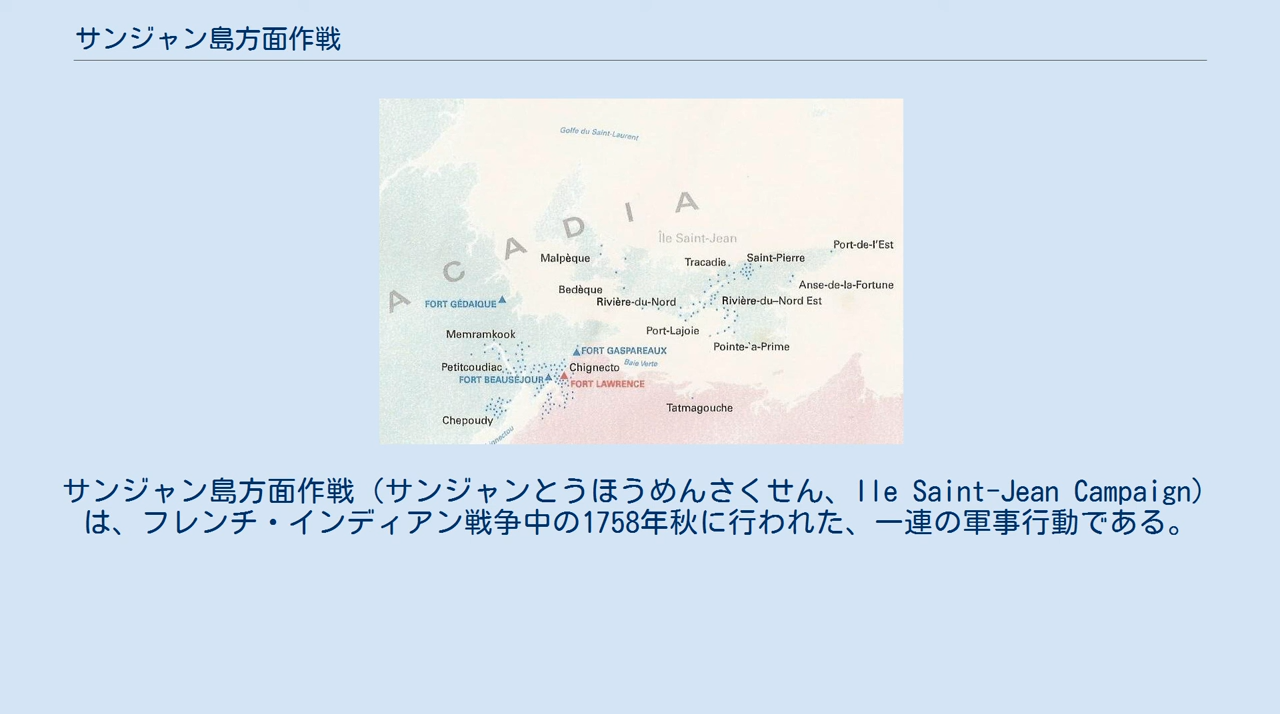 サンジャン島方面作戦
Golfe du Saint-Laurent
ACADIA
Île Saint-Jean
Port-de-l'Est
Malpèque
Tracadie
Saint-Pierre
Bedèque
Anse-de-la-Fortune
FORT GÉDAIQUE
Rivière-du-Nord
Rivière-du-Nord Est
Memramkook
Port-Lajoie
Pointe-'a-Prime
FORT GASPAREAUX
Baie Verte
Petitcoudiac
Chignecto
FORT BEAUSÉJOUR
FORT LAWRENCE
Tatmagouche
Chepoudy
サンジャン島方面作戦（サンジャンとうほうめんさくせん、Ile Saint-Jean Campaign）
は、フレンチ・インディアン戦争中の1758年秋に行われた、一連の軍事行動である。